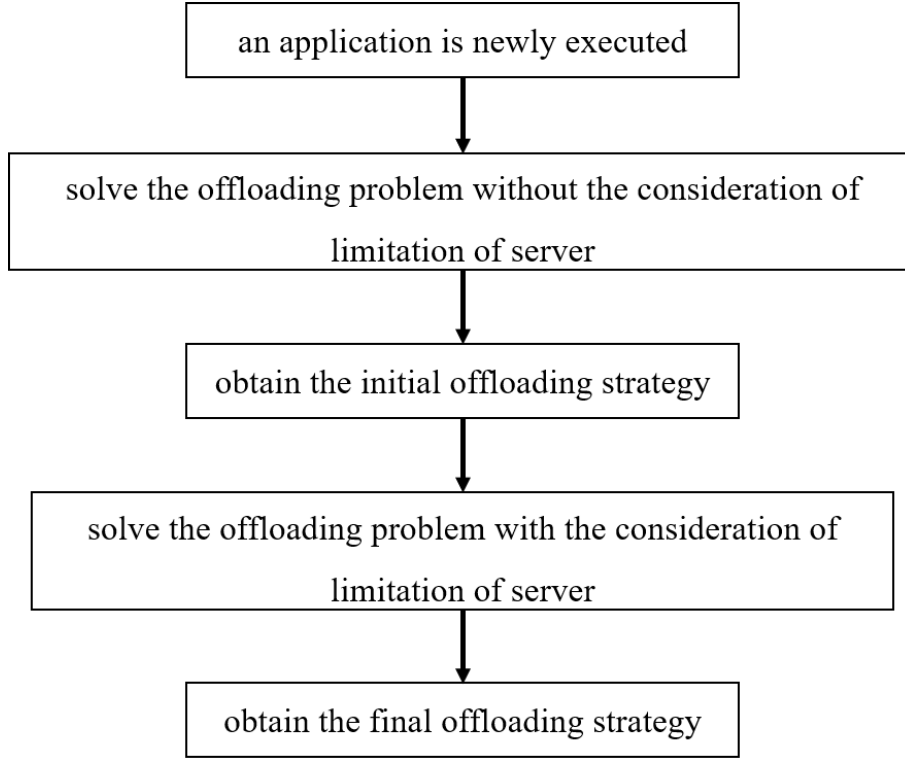 an application is newly executed
solve the offloading problem without the consideration of
limitation of server
obtain the initial offloading strategy
solve the offloading problem with the consideration of
limitation of server
obtain the final offloading strategy